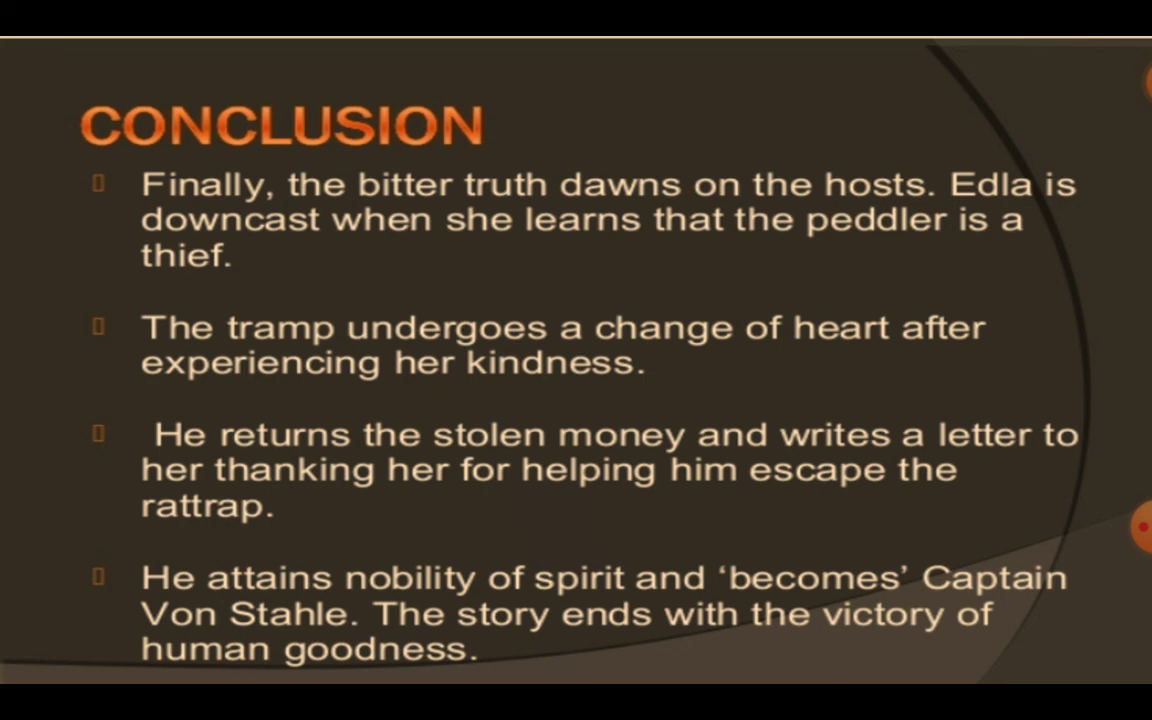 CONCLUSION
Finally, the bitter truth dawns on the hosts. Edla is
downcast when she learns that the peddler is a
thief.
The tramp undergoes a change of heart after
experiencing her kindness.
He returns the stolen money and writes a letter to
her thanking her for helping him escape the
rattrap.
He attains nobility of spirit and ‘becomes’ Captain
Von Stahle. The story ends with the victory of
human goodness.